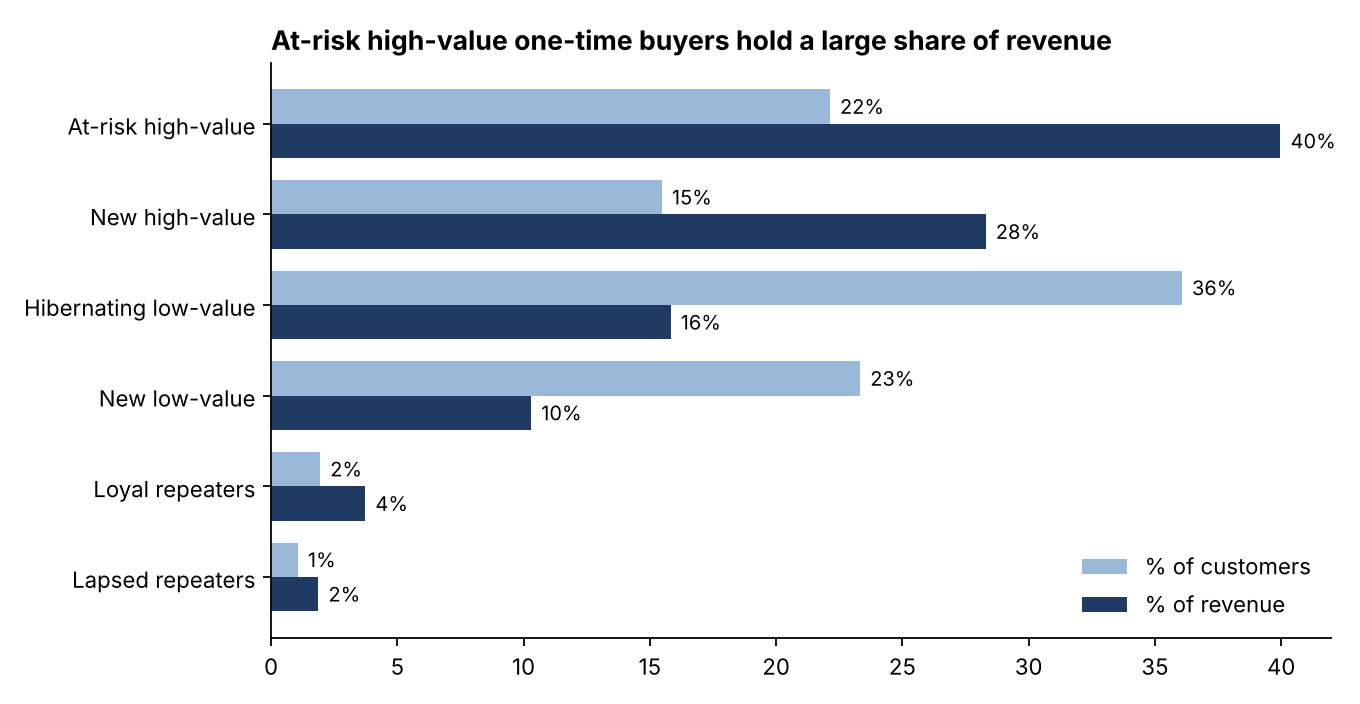 At-risk high-value one-time buyers hold a large share of revenue
At-risk high-value
22%
40%
New high-value
15%
28%
Hibernating low-value
36%
16%
New low-value
23%
10%
Loyal repeaters
2%
4%
Lapsed repeaters
1%
2%
% of customers
% of revenue
0 5 10 15 20 25 30 35 40